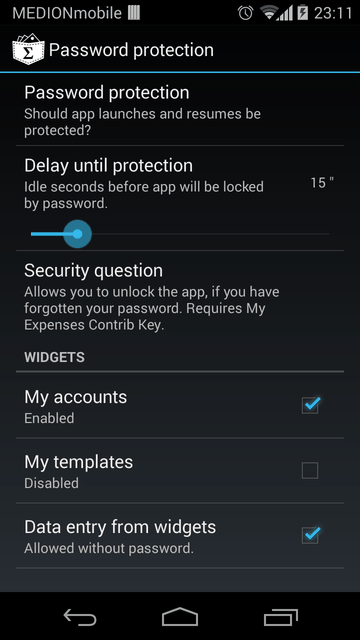 MEDIONmobile 23:11
Σ Password protection
Password protection
Should app launches and resumes be
protected?
Delay until protection
Idle seconds before app will be locked
by password.
15 "
Security question
Allows you to unlock the app, if you have
forgotten your password. Requires My
Expenses Contrib Key.
WIDGETS
My accounts
Enabled
My templates
Disabled
Data entry from widgets
Allowed without password.